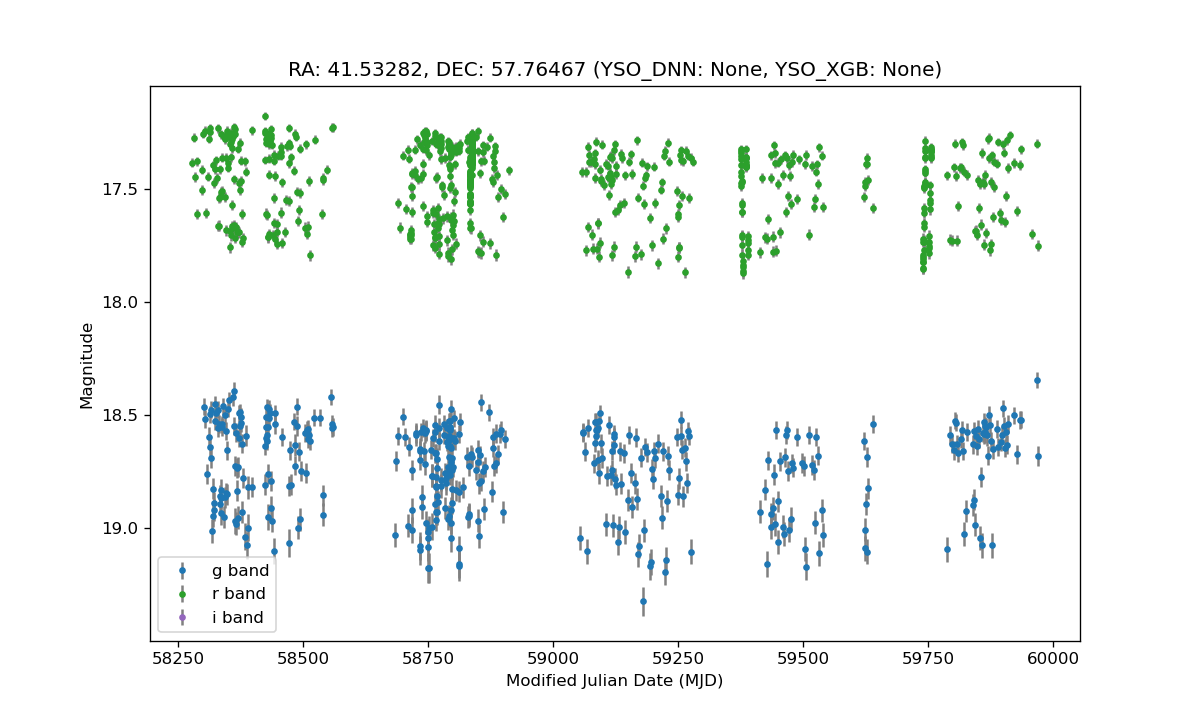 RA: 41.53282, DEC: 57.76467 (YSO_DNN: None, YSO_XGB: None)
Magnitude
17.5
18.0
18.5
19.0
g band
r band
i band
58250 58500 58750 59000 59250 59500 59750 60000
Modified Julian Date (MJD)